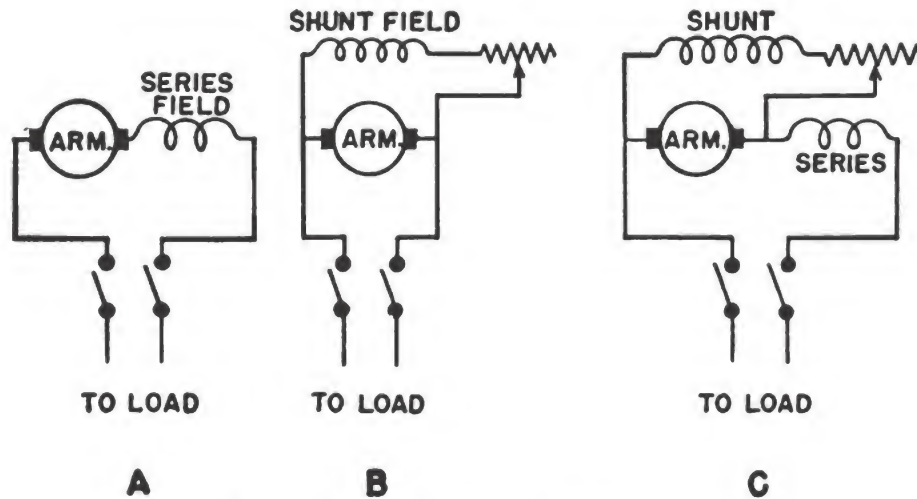 SERIES
FIELD
ARM.
TO LOAD
A
SHUNT FIELD
ARM.
TO LOAD
B
SHUNT
ARM.
SERIES
TO LOAD
C